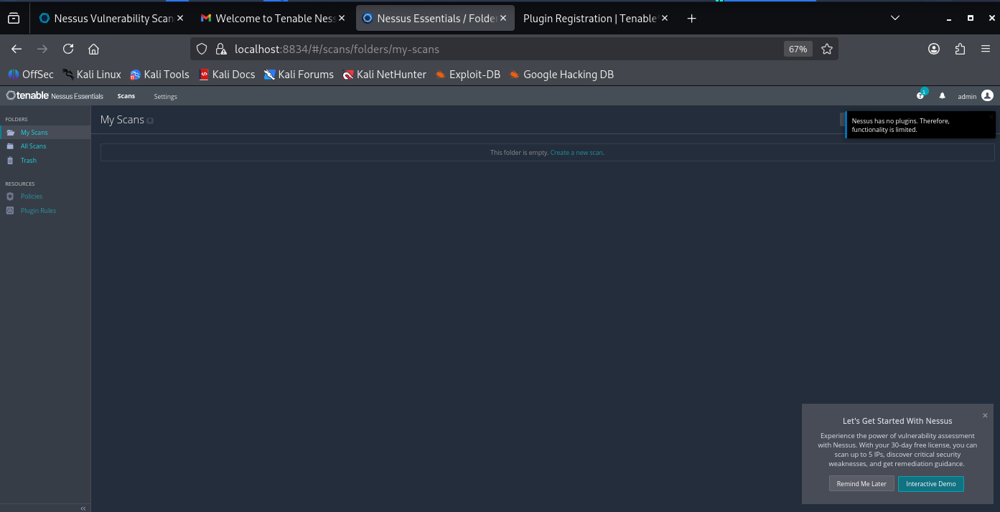 Nessus Vulnerability Scan
Welcome to Tenable Ness
Nessus Essentials / Folde
Plugin Registration | Tenable
localhost:8834/#/scans/folders/my-scans
67%
OffSec
Kali Linux
Kali Tools
Kali Docs
Kali Forums
Kali NetHunter
Exploit-DB
Google Hacking DB
tenable Nessus Essentials
Scans
Settings
1
admin
FOLDERS
My Scans
All Scans
Trash
RESOURCES
Policies
Plugin Rules
My Scans
Nessus has no plugins. Therefore,
functionality is limited.
This folder is empty. Create a new scan.
Let's Get Started With Nessus
Experience the power of vulnerability assessment
with Nessus. With your 30-day free license, you can
scan up to 5 IPs, discover critical security
weaknesses, and get remediation guidance.
Remind Me Later
Interactive Demo